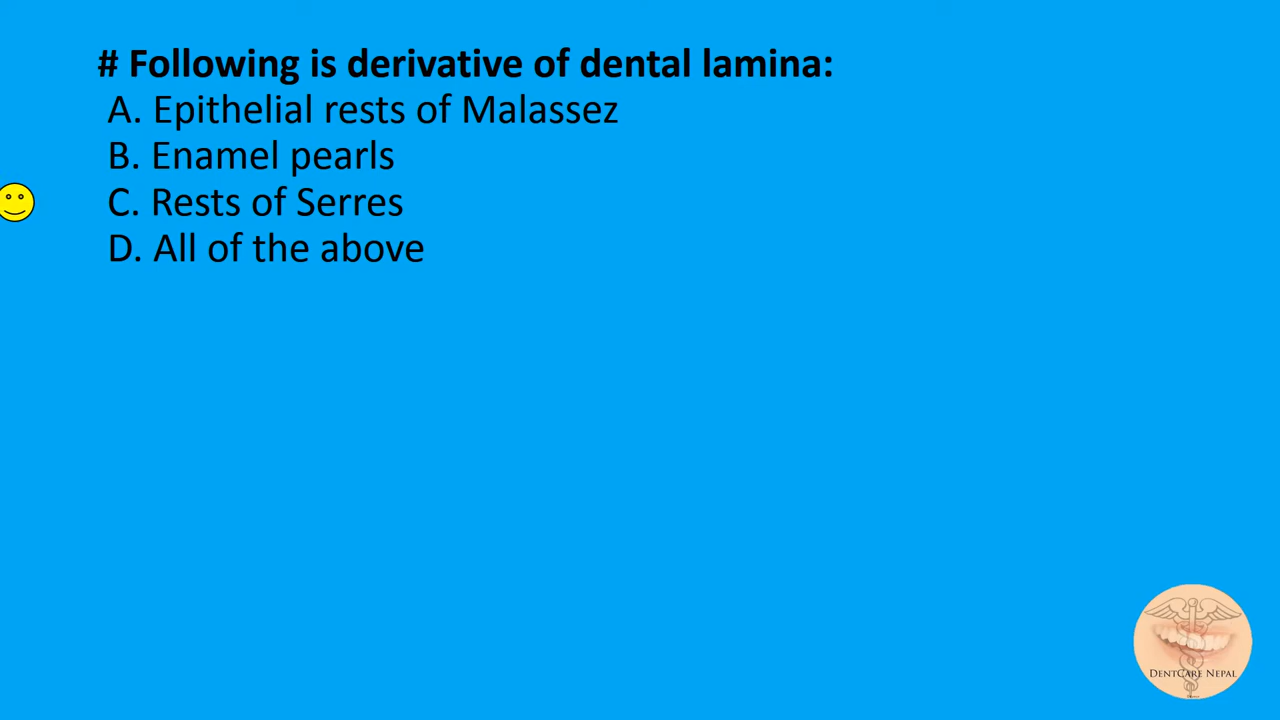 # Following is derivative of dental lamina:
A. Epithelial rests of Malassez
B. Enamel pearls
C. Rests of Serres
D. All of the above
DENTCARE NEPAL